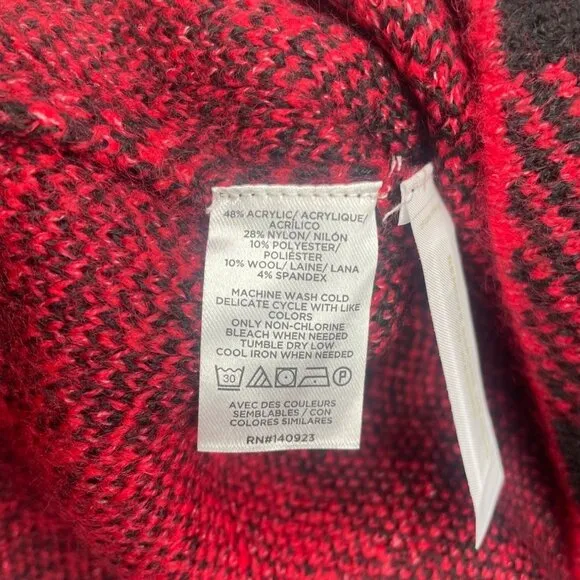 48% ACRYLIC/ ACRYLIQUE/
ACRÍLICO
28% NYLON/ NILÓN
10% POLYESTER/
POLIÉSTER
10% WOOL/ LAINE/ LANA
4% SPANDEX
MACHINE WASH COLD
DELICATE CYCLE WITH LIKE
COLORS
ONLY NON-CHLORINE
BLEACH WHEN NEEDED
TUMBLE DRY LOW
COOL IRON WHEN NEEDED
30 P
AVEC DES COULEURS
SEMBLABLES / CON
COLORES SIMILARES
RN#140923